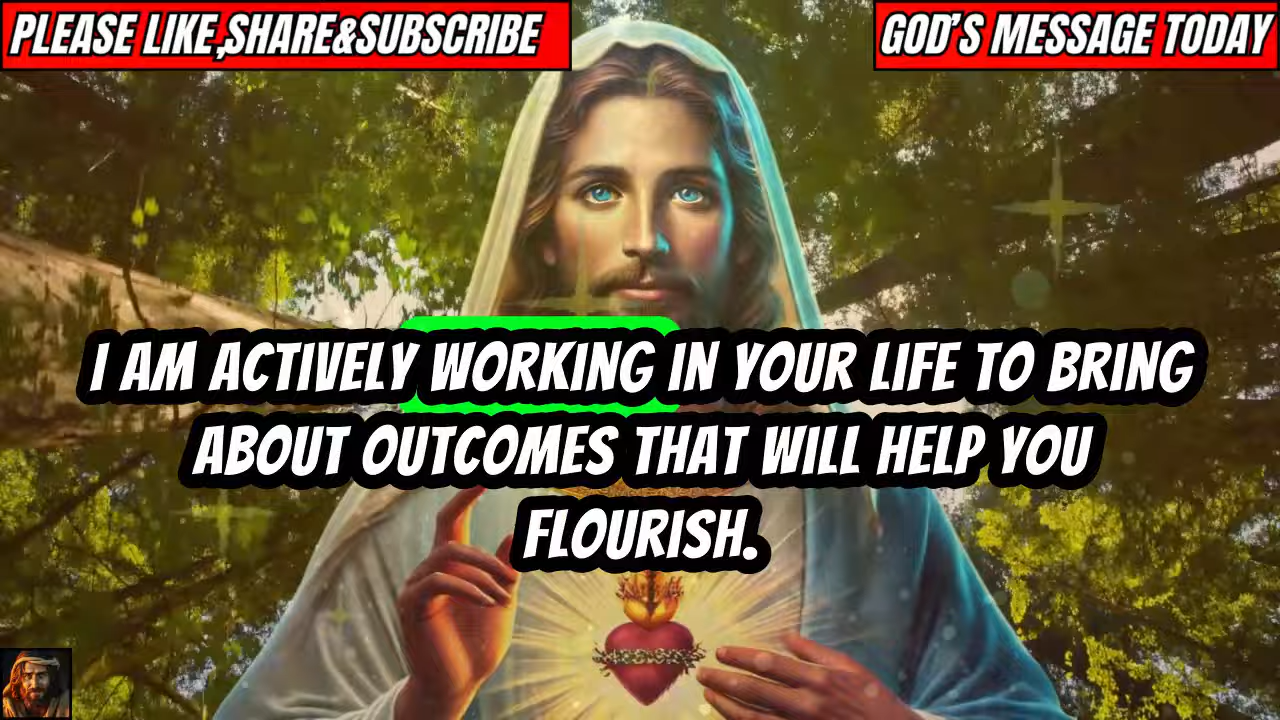 PLEASE LIKE,SHARE&SUBSCRIBE
GOD'S MESSAGE TODAY
I AM ACTIVELY WORKING IN YOUR LIFE TO BRING
ABOUT OUTCOMES THAT WILL HELP YOU
FLOURISH.